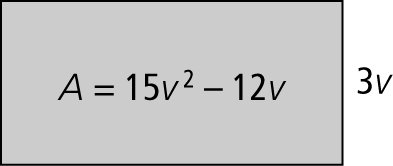 A = 15v² – 12v
3v